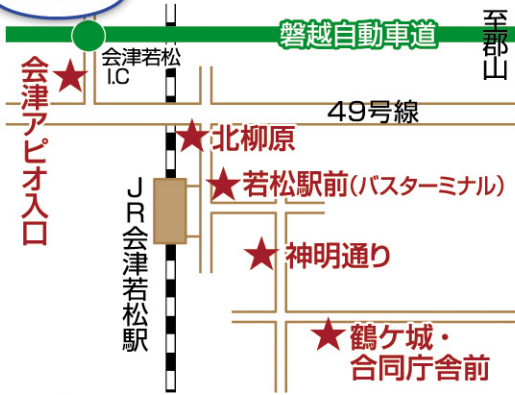 磐越自動車道
至郡山
会津若松
I.C
会津アピオ入口
49号線
北柳原
若松駅前(バスターミナル)
JR会津若松駅
神明通り
鶴ケ城・
合同庁舎前